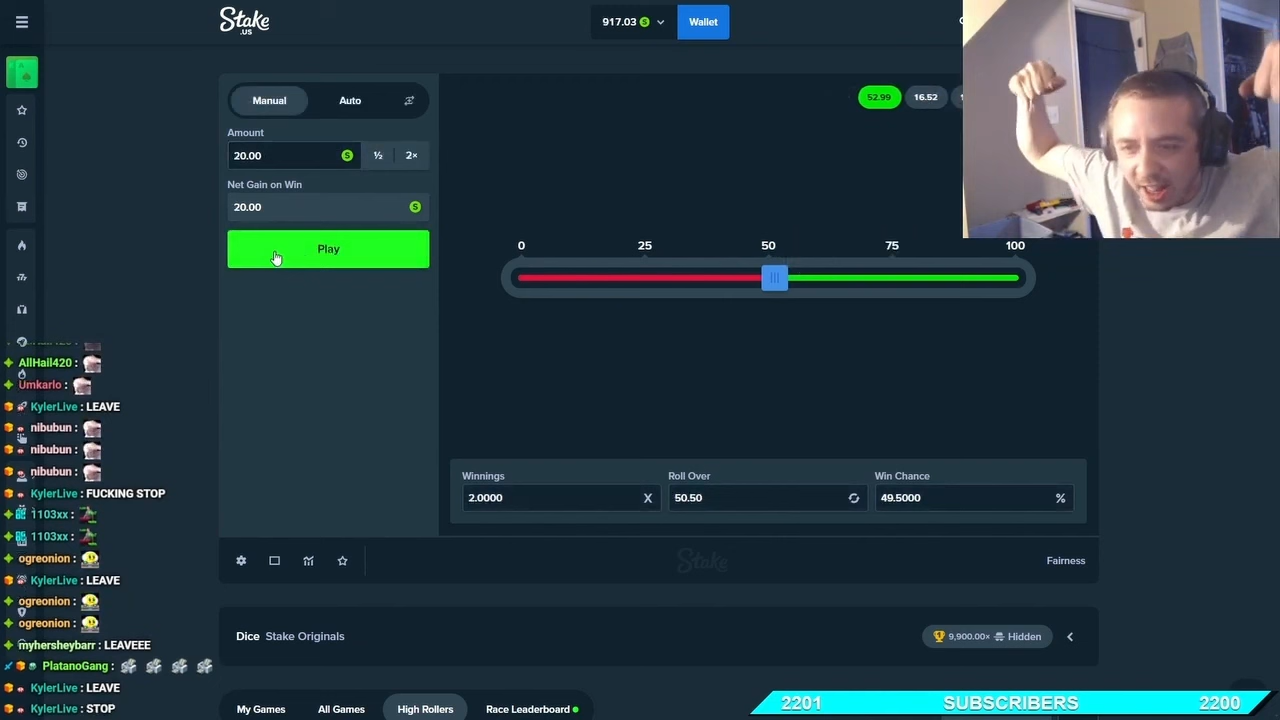 Stake
.US
917.03
Wallet
Manual
Auto
52.99
16.52
Amount
20.00
½
2×
Net Gain on Win
20.00
Play
0
25
50
75
100
AllHail420 :
Umkarlo :
KylerLive : LEAVE
nibubun :
nibubun :
nibubun :
KylerLive : FUCKING STOP
1103xx :
1103xx :
ogreonion :
KylerLive : LEAVE
ogreonion :
ogreonion :
myhersheybarr : LEAVEEE
PlatanoGang :
KylerLive : LEAVE
KylerLive : STOP
Winnings
2.0000
X
Roll Over
50.50
Win Chance
49.5000
%
Stake
Fairness
Dice Stake Originals
9,900.00× Hidden
My Games
All Games
High Rollers
Race Leaderboard
2201 SUBSCRIBERS 2200